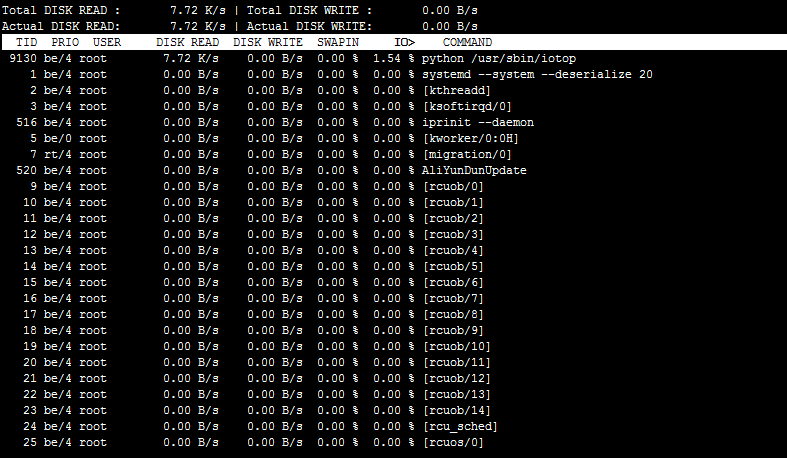 Total DISK READ :       7.72 K/s | Total DISK WRITE :       0.00 B/s
Actual DISK READ:       7.72 K/s | Actual DISK WRITE:       0.00 B/s
  TID  PRIO  USER     DISK READ  DISK WRITE  SWAPIN     IO>    COMMAND
 9130 be/4 root        7.72 K/s    0.00 B/s  0.00 %  1.54 % python /usr/sbin/iotop
    1 be/4 root        0.00 B/s    0.00 B/s  0.00 %  0.00 % systemd --system --deserialize 20
    2 be/4 root        0.00 B/s    0.00 B/s  0.00 %  0.00 % [kthreadd]
    3 be/4 root        0.00 B/s    0.00 B/s  0.00 %  0.00 % [ksoftirqd/0]
  516 be/4 root        0.00 B/s    0.00 B/s  0.00 %  0.00 % iprinit --daemon
    5 be/0 root        0.00 B/s    0.00 B/s  0.00 %  0.00 % [kworker/0:0H]
    7 rt/4 root        0.00 B/s    0.00 B/s  0.00 %  0.00 % [migration/0]
  520 be/4 root        0.00 B/s    0.00 B/s  0.00 %  0.00 % AliYunDunUpdate
    9 be/4 root        0.00 B/s    0.00 B/s  0.00 %  0.00 % [rcuob/0]
   10 be/4 root        0.00 B/s    0.00 B/s  0.00 %  0.00 % [rcuob/1]
   11 be/4 root        0.00 B/s    0.00 B/s  0.00 %  0.00 % [rcuob/2]
   12 be/4 root        0.00 B/s    0.00 B/s  0.00 %  0.00 % [rcuob/3]
   13 be/4 root        0.00 B/s    0.00 B/s  0.00 %  0.00 % [rcuob/4]
   14 be/4 root        0.00 B/s    0.00 B/s  0.00 %  0.00 % [rcuob/5]
   15 be/4 root        0.00 B/s    0.00 B/s  0.00 %  0.00 % [rcuob/6]
   16 be/4 root        0.00 B/s    0.00 B/s  0.00 %  0.00 % [rcuob/7]
   17 be/4 root        0.00 B/s    0.00 B/s  0.00 %  0.00 % [rcuob/8]
   18 be/4 root        0.00 B/s    0.00 B/s  0.00 %  0.00 % [rcuob/9]
   19 be/4 root        0.00 B/s    0.00 B/s  0.00 %  0.00 % [rcuob/10]
   20 be/4 root        0.00 B/s    0.00 B/s  0.00 %  0.00 % [rcuob/11]
   21 be/4 root        0.00 B/s    0.00 B/s  0.00 %  0.00 % [rcuob/12]
   22 be/4 root        0.00 B/s    0.00 B/s  0.00 %  0.00 % [rcuob/13]
   23 be/4 root        0.00 B/s    0.00 B/s  0.00 %  0.00 % [rcuob/14]
   24 be/4 root        0.00 B/s    0.00 B/s  0.00 %  0.00 % [rcu_sched]
   25 be/4 root        0.00 B/s    0.00 B/s  0.00 %  0.00 % [rcuos/0]